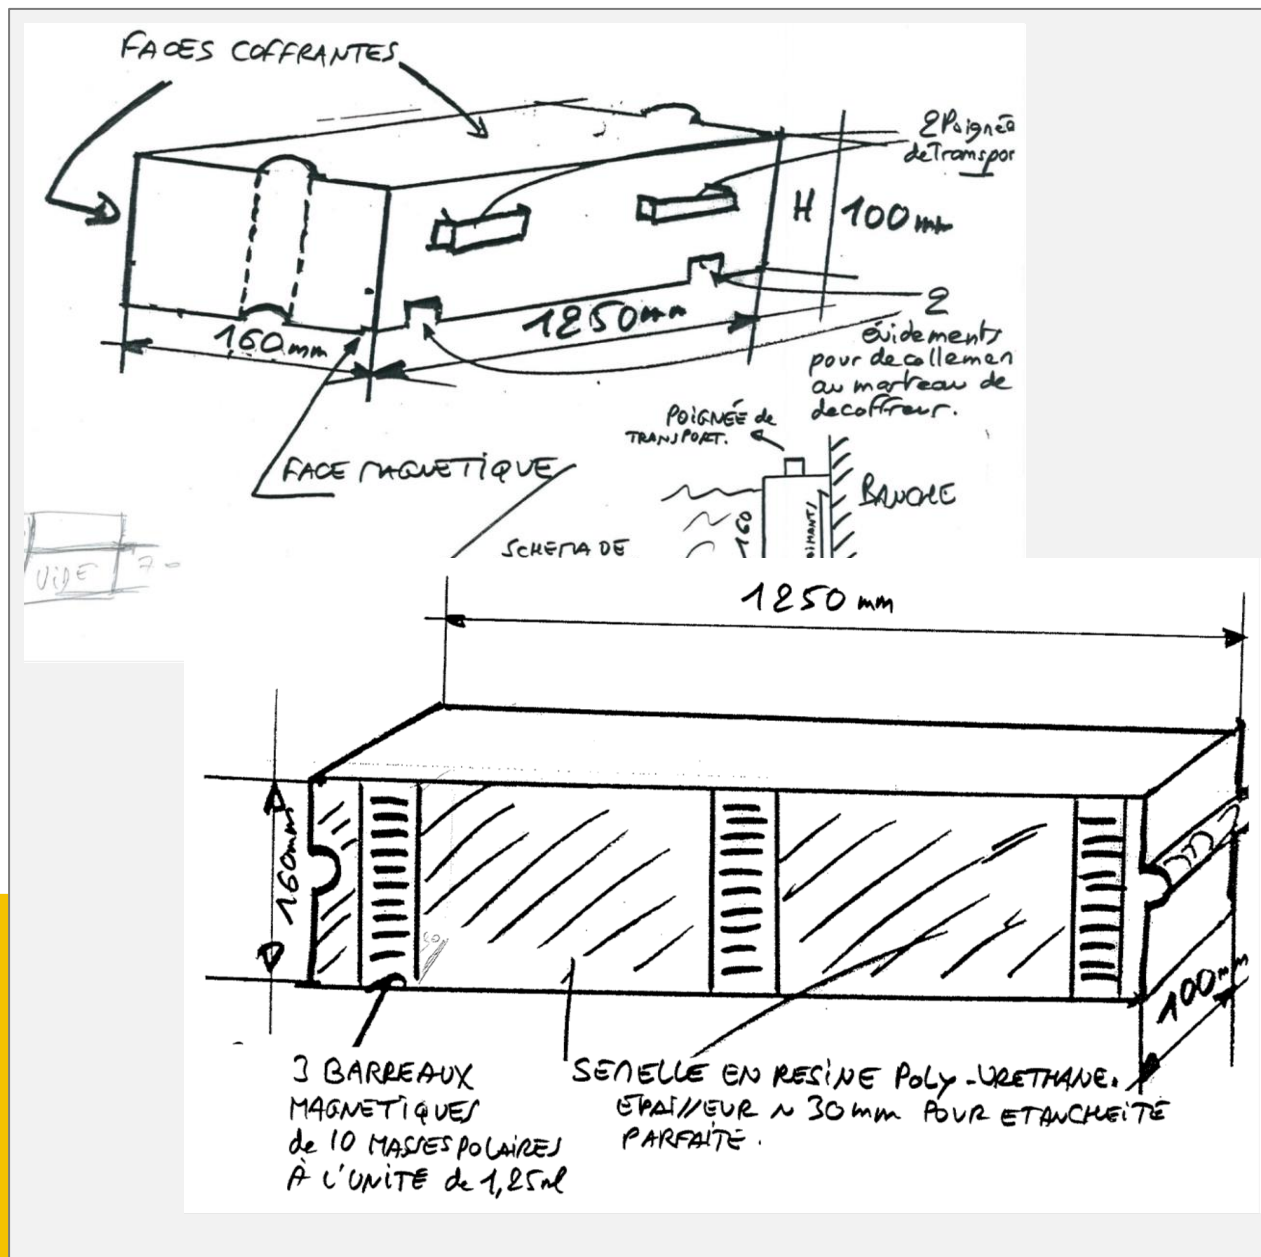 FACES COFFRANTES
2 Poignée
de Transpor
H
100mm
160mm
1250mm
2
évidements
pour decollemen
au marteau de
decoffreur.
POIGNÉE de
TRANSPORT.
FACE MAGNETIQUE
BANCHE
SCHEMA DE
160
AIMANTS
VIDE
1250 mm
160mm
100mm
3 BARREAUX
MAGNETIQUES
de 10 MASSES POLAIRES
À L'UNITE de 1,25ml
SEMELLE EN RESINE POLY-URETHANE.
EPAISSEUR ~ 30mm POUR ETANCHEITÉ
PARFAITE.